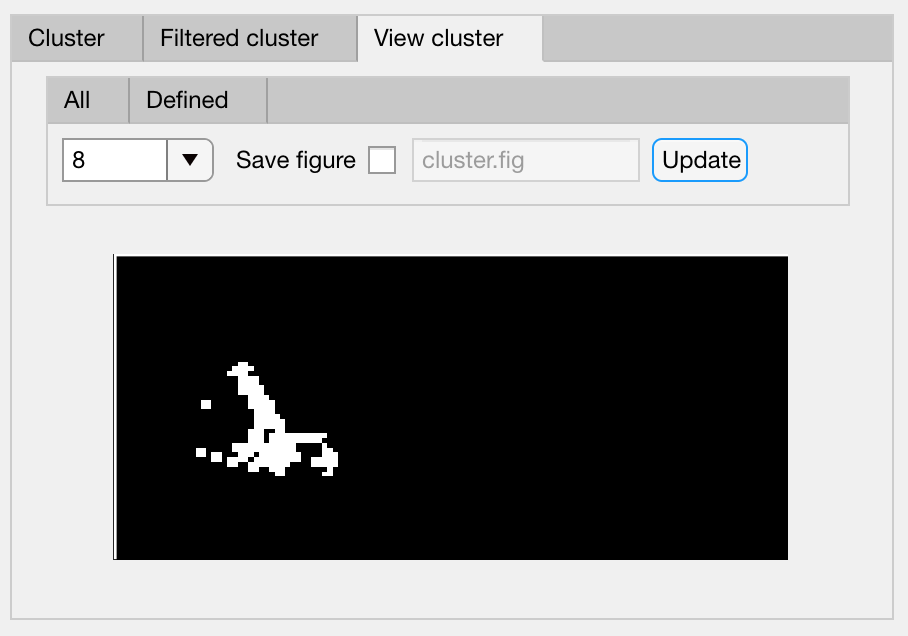 Cluster Filtered cluster View cluster
All Defined
8 Save figure cluster.fig Update